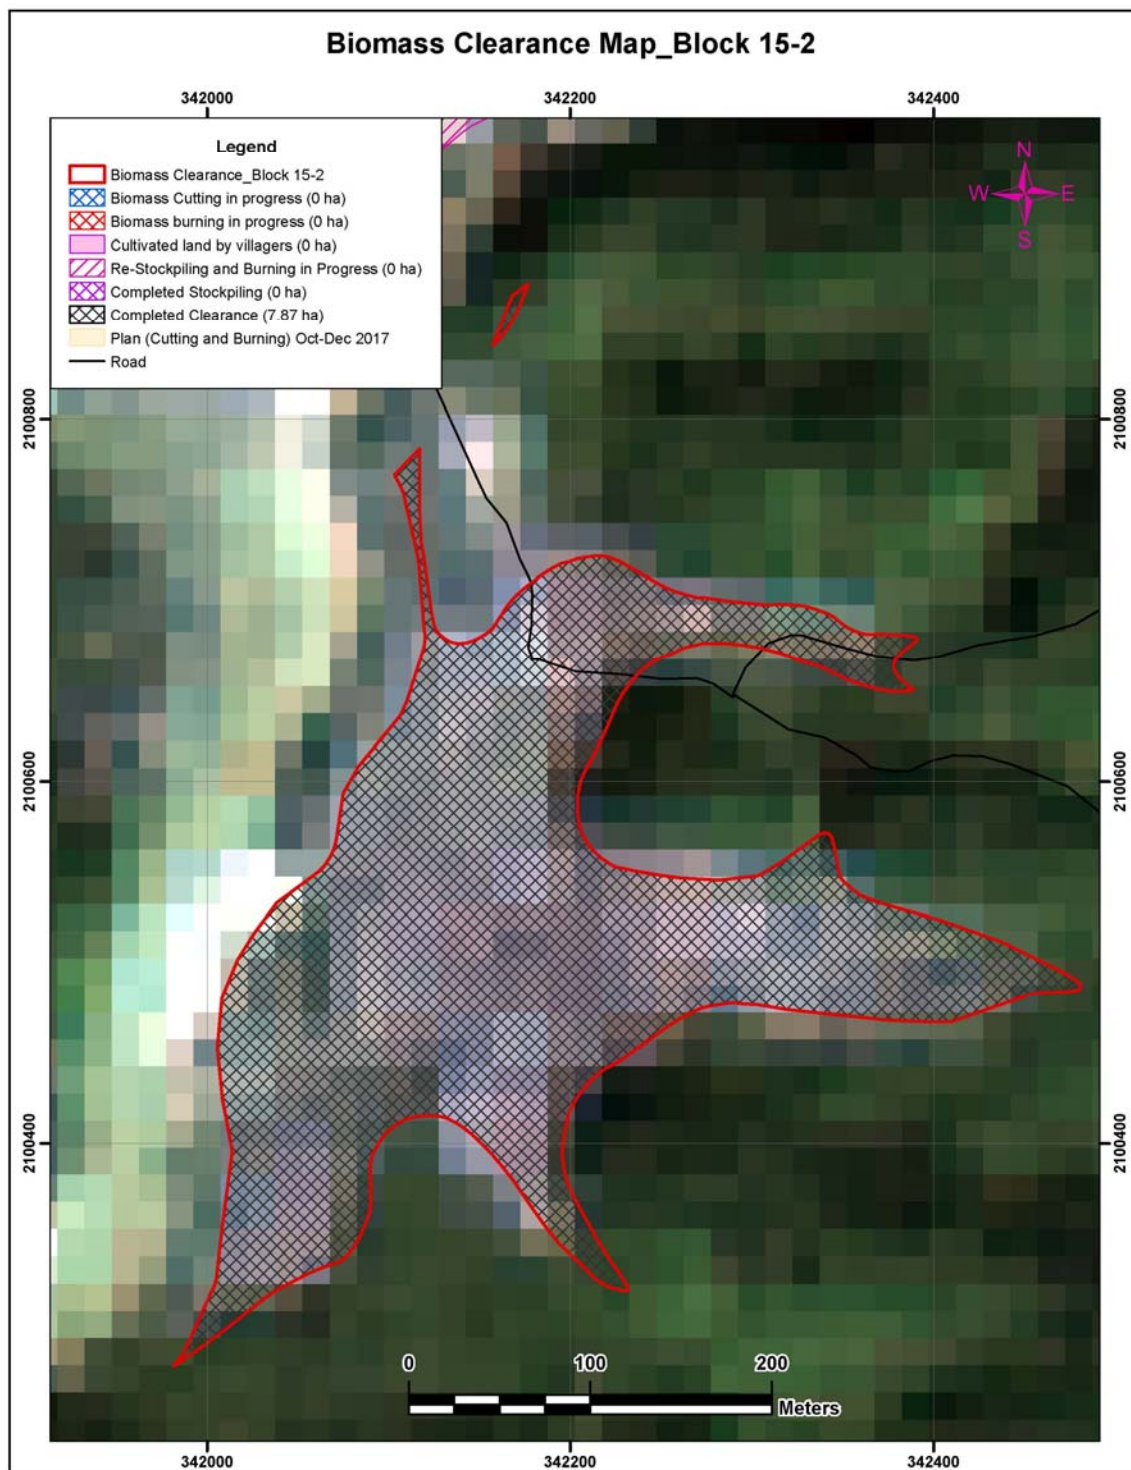 Biomass Clearance Map_Block 15-2
342000 342200 342400
Legend
Biomass Clearance_Block 15-2
Biomass Cutting in progress (0 ha)
Biomass burning in progress (0 ha)
Cultivated land by villagers (0 ha)
Re-Stockpiling and Burning in Progress (0 ha)
Completed Stockpiling (0 ha)
Completed Clearance (7.87 ha)
Plan (Cutting and Burning) Oct-Dec 2017
Road
N
W E
S
2100800 2100800
2100600 2100600
2100400 2100400
0 100 200
Meters
342000 342200 342400